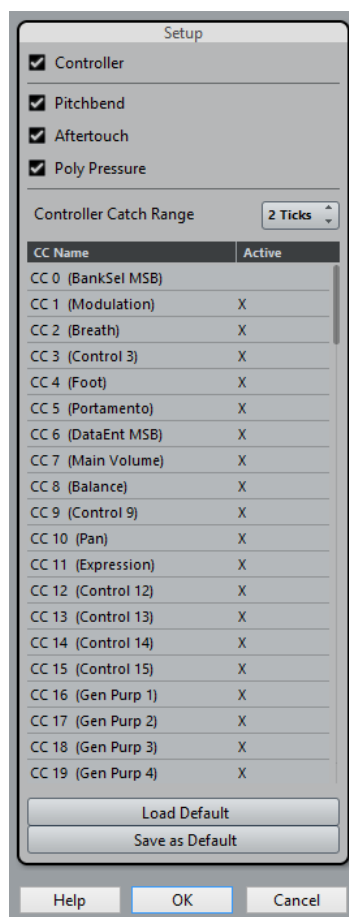 Setup
Controller
Pitchbend
Aftertouch
Poly Pressure
Controller Catch Range 2 Ticks
CC Name Active
CC 0 (BankSel MSB)
CC 1 (Modulation) X
CC 2 (Breath) X
CC 3 (Control 3) X
CC 4 (Foot) X
CC 5 (Portamento) X
CC 6 (DataEnt MSB) X
CC 7 (Main Volume) X
CC 8 (Balance) X
CC 9 (Control 9) X
CC 10 (Pan) X
CC 11 (Expression) X
CC 12 (Control 12) X
CC 13 (Control 13) X
CC 14 (Control 14) X
CC 15 (Control 15) X
CC 16 (Gen Purp 1) X
CC 17 (Gen Purp 2) X
CC 18 (Gen Purp 3) X
CC 19 (Gen Purp 4) X
Load Default
Save as Default
Help OK Cancel